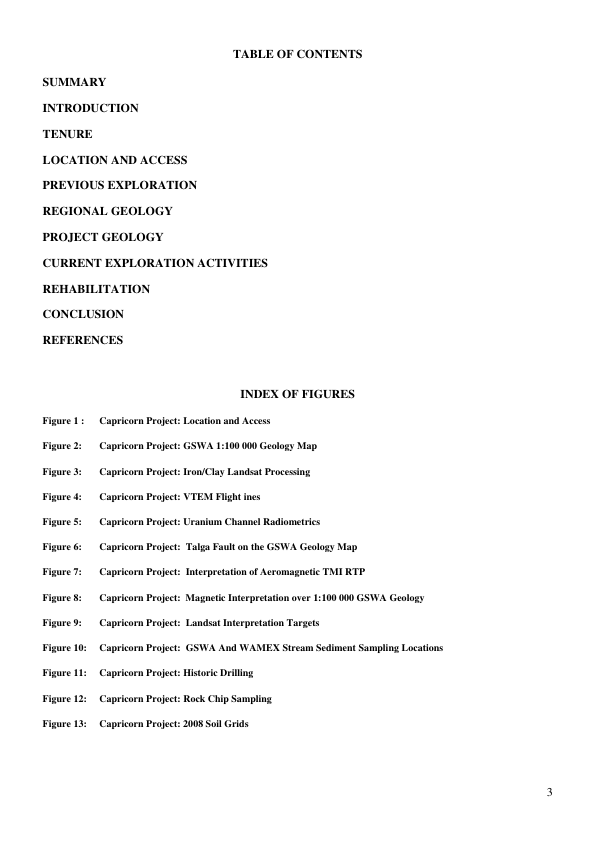 TABLE OF CONTENTS
SUMMARY
INTRODUCTION
TENURE
LOCATION AND ACCESS
PREVIOUS EXPLORATION
REGIONAL GEOLOGY
PROJECT GEOLOGY
CURRENT EXPLORATION ACTIVITIES
REHABILITATION
CONCLUSION
REFERENCES
INDEX OF FIGURES
Figure 1 : Capricorn Project: Location and Access
Figure 2: Capricorn Project: GSWA 1:100 000 Geology Map
Figure 3: Capricorn Project: Iron/Clay Landsat Processing
Figure 4: Capricorn Project: VTEM Flight ines
Figure 5: Capricorn Project: Uranium Channel Radiometrics
Figure 6: Capricorn Project: Talga Fault on the GSWA Geology Map
Figure 7: Capricorn Project: Interpretation of Aeromagnetic TMI RTP
Figure 8: Capricorn Project: Magnetic Interpretation over 1:100 000 GSWA Geology
Figure 9: Capricorn Project: Landsat Interpretation Targets
Figure 10: Capricorn Project: GSWA And WAMEX Stream Sediment Sampling Locations
Figure 11: Capricorn Project: Historic Drilling
Figure 12: Capricorn Project: Rock Chip Sampling
Figure 13: Capricorn Project: 2008 Soil Grids
3